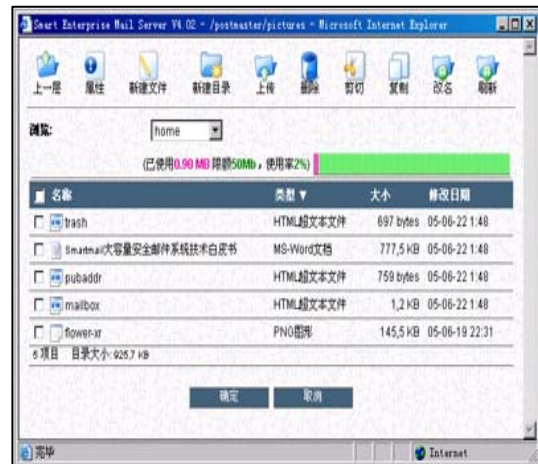 Smart Enterprise Mail Server V4.02 - /postmaster/pictures - Microsoft Internet Explorer
上一层 属性 新建文件 新建目录 上传 删除 剪切 复制 改名 刷新
浏览: home
(已使用0.90 MB 限额50Mb，使用率2%)
名称 类型 ▼ 大小 修改日期
trash HTML超文本文件 697 bytes 05-06-22 1:48
Smartmail大容量安全邮件系统技术白皮书 MS-Word文档 777,5 KB 05-06-22 1:48
pubaddr HTML超文本文件 759 bytes 05-06-22 1:48
mailbox HTML超文本文件 1,2 kB 05-06-22 1:48
flower-xr PNG图形 145,5 KB 05-06-19 22:31
5 项目 目录大小: 925,7 KB
确定 取消
完毕 Internet